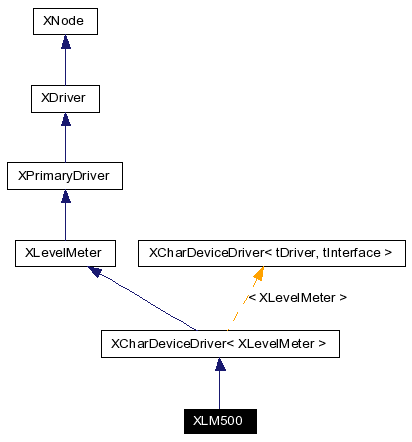 XNode
XDriver
XPrimaryDriver
XLevelMeter
XCharDeviceDriver< tDriver, tInterface >
< XLevelMeter >
XCharDeviceDriver< XLevelMeter >
XLM500